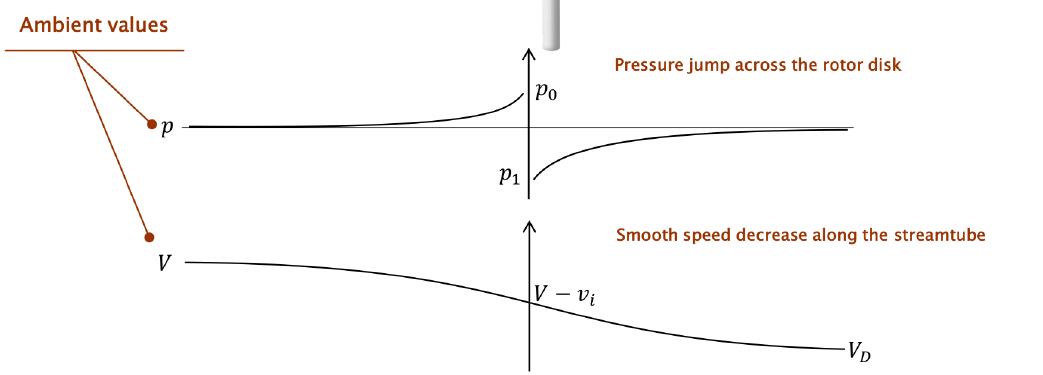 Ambient values
Pressure jump across the rotor disk
p₀
p
p₁
Smooth speed decrease along the streamtube
V
V − vᵢ
V_D